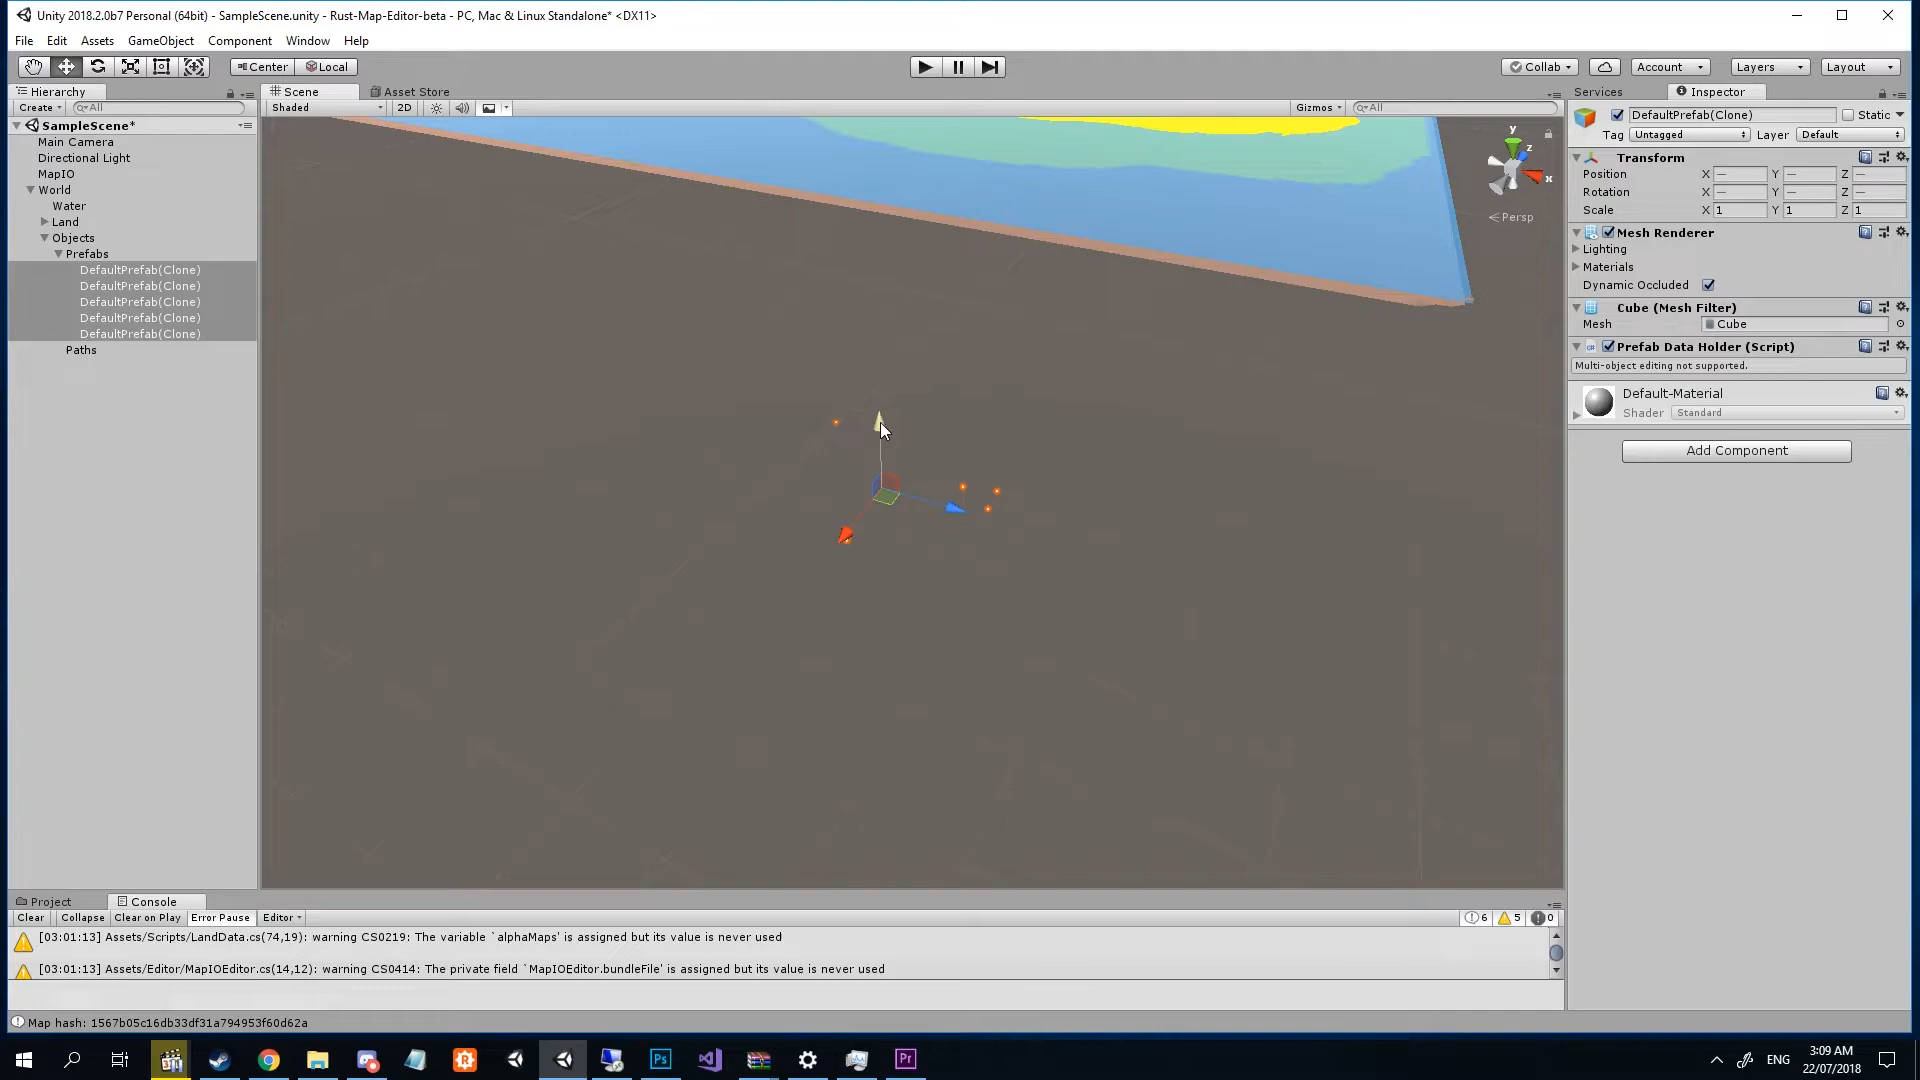 Unity 2018.2.0b7 Personal (64bit) - SampleScene.unity - Rust-Map-Editor-beta - PC, Mac & Linux Standalone* <DX11>
File Edit Assets GameObject Component Window Help
Center Local Collab Account Layers Layout
Hierarchy Scene Asset Store Services Inspector
Create All Shaded 2D Gizmos All
DefaultPrefab(Clone) Static
SampleScene*
Tag Untagged Layer Default
Main Camera
Directional Light
MapIO
World
Water
Land
Objects
Prefabs
DefaultPrefab(Clone)
DefaultPrefab(Clone)
DefaultPrefab(Clone)
DefaultPrefab(Clone)
DefaultPrefab(Clone)
Paths
y
z
x
Persp
Transform
Position X — Y — Z —
Rotation X — Y — Z —
Scale X 1 Y 1 Z 1
Mesh Renderer
Lighting
Materials
Dynamic Occluded
Cube (Mesh Filter)
Mesh Cube
Prefab Data Holder (Script)
Multi-object editing not supported.
Default-Material
Shader Standard
Add Component
Project Console
Clear Collapse Clear on Play Error Pause Editor 6 5 0
[03:01:13] Assets/Scripts/LandData.cs(74,19): warning CS0219: The variable `alphaMaps' is assigned but its value is never used
[03:01:13] Assets/Editor/MapIOEditor.cs(14,12): warning CS0414: The private field `MapIOEditor.bundleFile' is assigned but its value is never used
Map hash: 1567b05c16db33df31a794953f60d62a
Ps Pr ENG 3:09 AM
22/07/2018